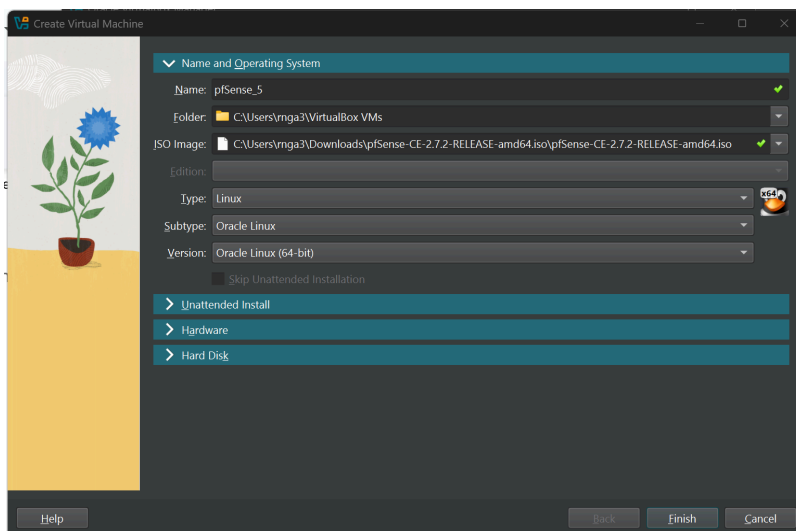 Create Virtual Machine
Name and Operating System
Name: pfSense_5
Folder: C:\Users\rnga3\VirtualBox VMs
ISO Image: C:\Users\rnga3\Downloads\pfSense-CE-2.7.2-RELEASE-amd64.iso\pfSense-CE-2.7.2-RELEASE-amd64.iso
Edition:
Type: Linux
x64
Subtype: Oracle Linux
Version: Oracle Linux (64-bit)
Skip Unattended Installation
Unattended Install
Hardware
Hard Disk
Help Back Finish Cancel